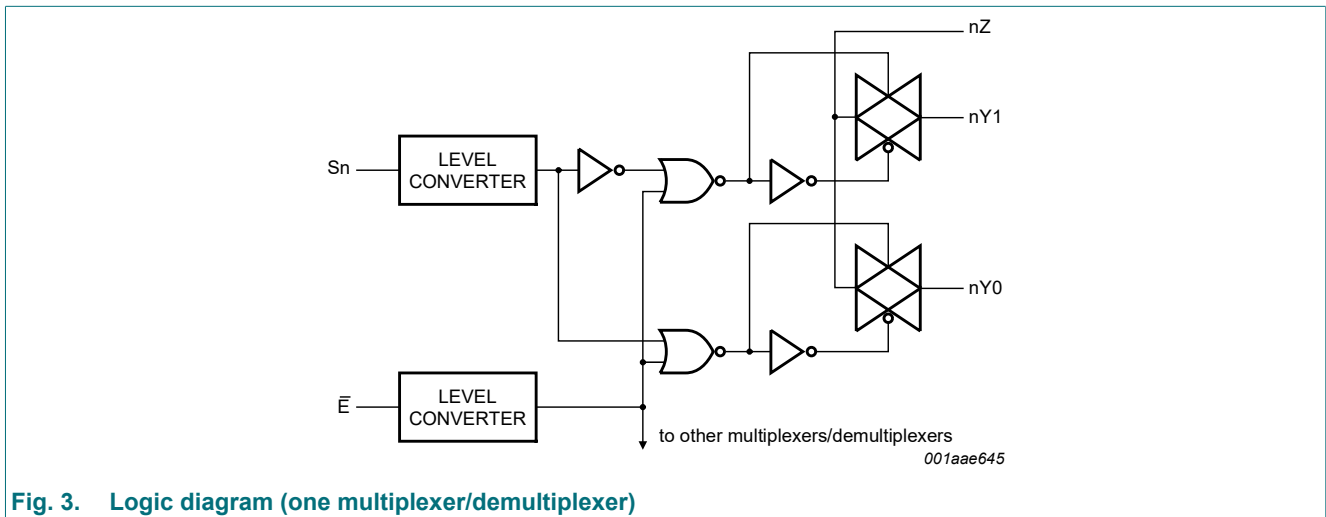 nZ
nY1
Sn
LEVEL
CONVERTER
nY0
E̅
LEVEL
CONVERTER
to other multiplexers/demultiplexers
001aae645
Fig. 3. Logic diagram (one multiplexer/demultiplexer)